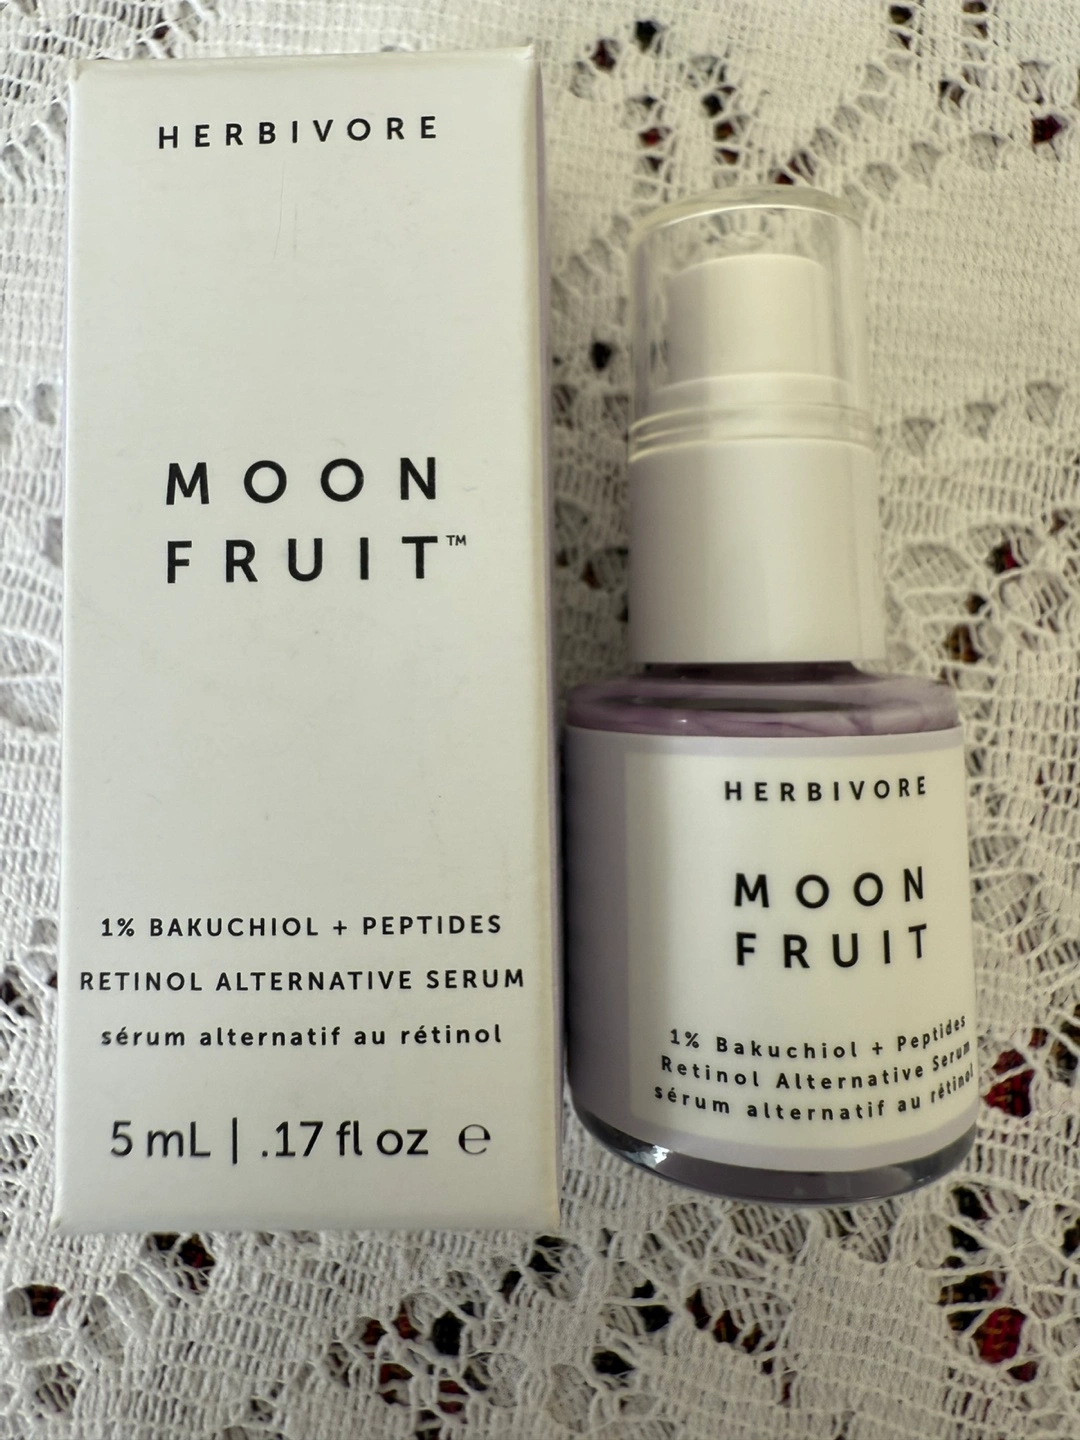 HERBIVORE
MOON
FRUIT™
1% BAKUCHIOL + PEPTIDES
RETINOL ALTERNATIVE SERUM
sérum alternatif au rétinol
5 mL | .17 fl oz ℮
HERBIVORE
MOON
FRUIT
1% Bakuchiol + Peptides
Retinol Alternative Serum
sérum alternatif au rétinol